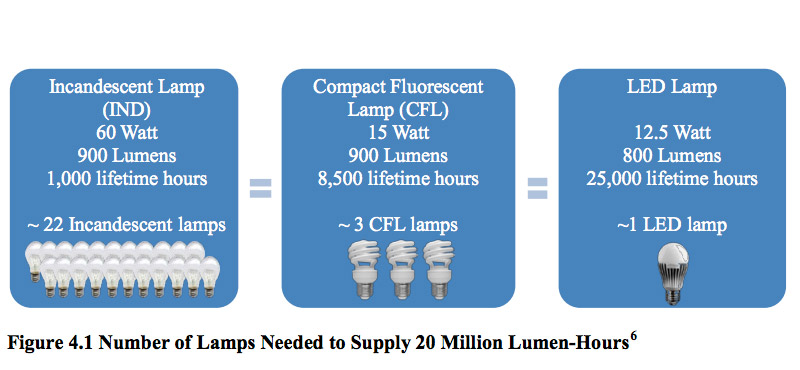 Incandescent Lamp
(IND)
60 Watt
900 Lumens
1,000 lifetime hours
~ 22 Incandescent lamps
Compact Fluorescent
Lamp (CFL)
15 Watt
900 Lumens
8,500 lifetime hours
~ 3 CFL lamps
LED Lamp
12.5 Watt
800 Lumens
25,000 lifetime hours
~1 LED lamp
Figure 4.1 Number of Lamps Needed to Supply 20 Million Lumen-Hours⁶